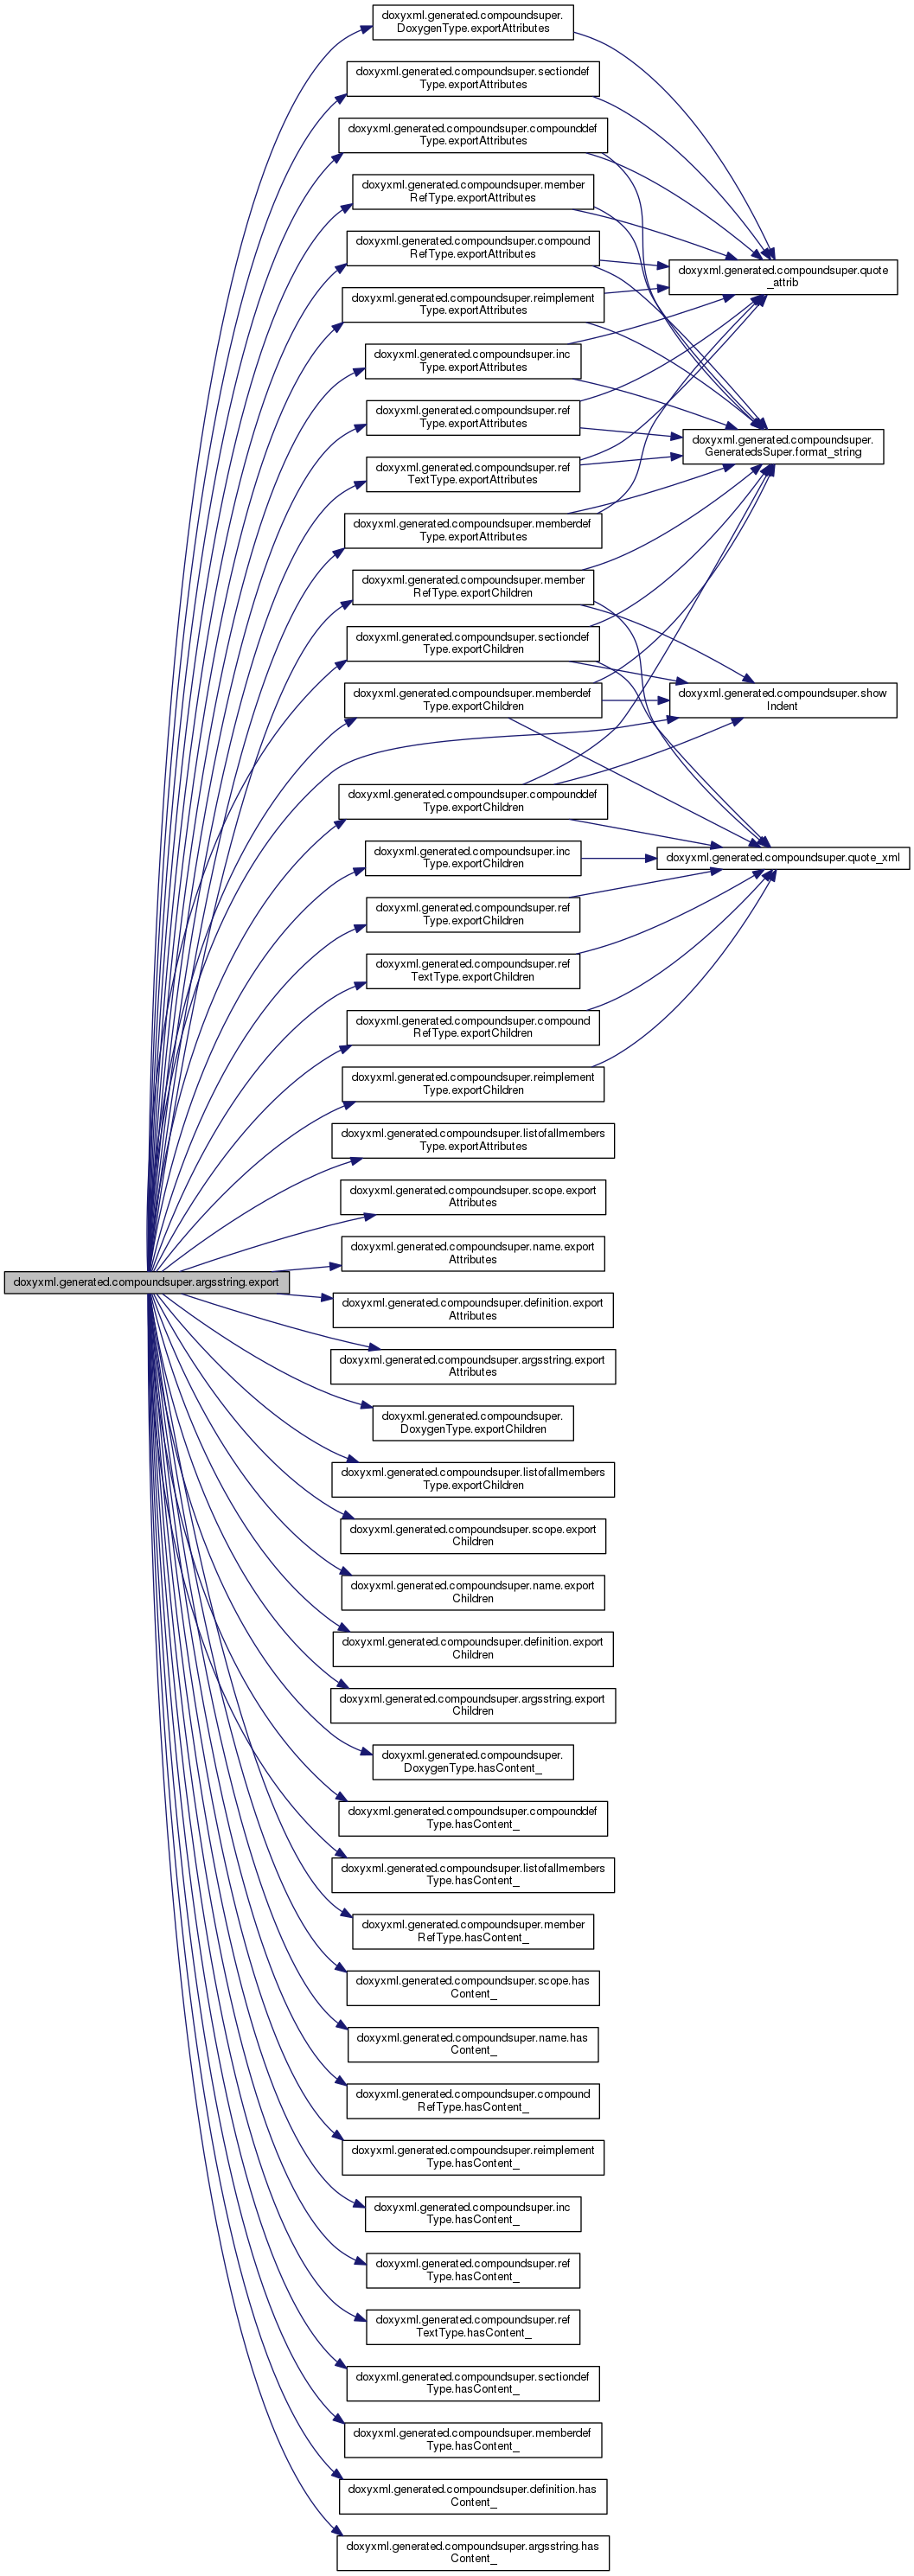 doxyxml.generated.compoundsuper.
DoxygenType.exportAttributes
doxyxml.generated.compoundsuper.sectiondef
Type.exportAttributes
doxyxml.generated.compoundsuper.compounddef
Type.exportAttributes
doxyxml.generated.compoundsuper.member
RefType.exportAttributes
doxyxml.generated.compoundsuper.compound
RefType.exportAttributes
doxyxml.generated.compoundsuper.reimplement
Type.exportAttributes
doxyxml.generated.compoundsuper.inc
Type.exportAttributes
doxyxml.generated.compoundsuper.ref
Type.exportAttributes
doxyxml.generated.compoundsuper.ref
TextType.exportAttributes
doxyxml.generated.compoundsuper.memberdef
Type.exportAttributes
doxyxml.generated.compoundsuper.member
RefType.exportChildren
doxyxml.generated.compoundsuper.sectiondef
Type.exportChildren
doxyxml.generated.compoundsuper.memberdef
Type.exportChildren
doxyxml.generated.compoundsuper.compounddef
Type.exportChildren
doxyxml.generated.compoundsuper.inc
Type.exportChildren
doxyxml.generated.compoundsuper.ref
Type.exportChildren
doxyxml.generated.compoundsuper.ref
TextType.exportChildren
doxyxml.generated.compoundsuper.compound
RefType.exportChildren
doxyxml.generated.compoundsuper.reimplement
Type.exportChildren
doxyxml.generated.compoundsuper.listofallmembers
Type.exportAttributes
doxyxml.generated.compoundsuper.scope.export
Attributes
doxyxml.generated.compoundsuper.name.export
Attributes
doxyxml.generated.compoundsuper.definition.export
Attributes
doxyxml.generated.compoundsuper.argsstring.export
Attributes
doxyxml.generated.compoundsuper.
DoxygenType.exportChildren
doxyxml.generated.compoundsuper.listofallmembers
Type.exportChildren
doxyxml.generated.compoundsuper.scope.export
Children
doxyxml.generated.compoundsuper.name.export
Children
doxyxml.generated.compoundsuper.definition.export
Children
doxyxml.generated.compoundsuper.argsstring.export
Children
doxyxml.generated.compoundsuper.
DoxygenType.hasContent_
doxyxml.generated.compoundsuper.compounddef
Type.hasContent_
doxyxml.generated.compoundsuper.listofallmembers
Type.hasContent_
doxyxml.generated.compoundsuper.member
RefType.hasContent_
doxyxml.generated.compoundsuper.scope.has
Content_
doxyxml.generated.compoundsuper.name.has
Content_
doxyxml.generated.compoundsuper.compound
RefType.hasContent_
doxyxml.generated.compoundsuper.reimplement
Type.hasContent_
doxyxml.generated.compoundsuper.inc
Type.hasContent_
doxyxml.generated.compoundsuper.ref
Type.hasContent_
doxyxml.generated.compoundsuper.ref
TextType.hasContent_
doxyxml.generated.compoundsuper.sectiondef
Type.hasContent_
doxyxml.generated.compoundsuper.memberdef
Type.hasContent_
doxyxml.generated.compoundsuper.definition.has
Content_
doxyxml.generated.compoundsuper.argsstring.has
Content_
doxyxml.generated.compoundsuper.argsstring.export
doxyxml.generated.compoundsuper.quote
_attrib
doxyxml.generated.compoundsuper.
GeneratedsSuper.format_string
doxyxml.generated.compoundsuper.show
Indent
doxyxml.generated.compoundsuper.quote_xml